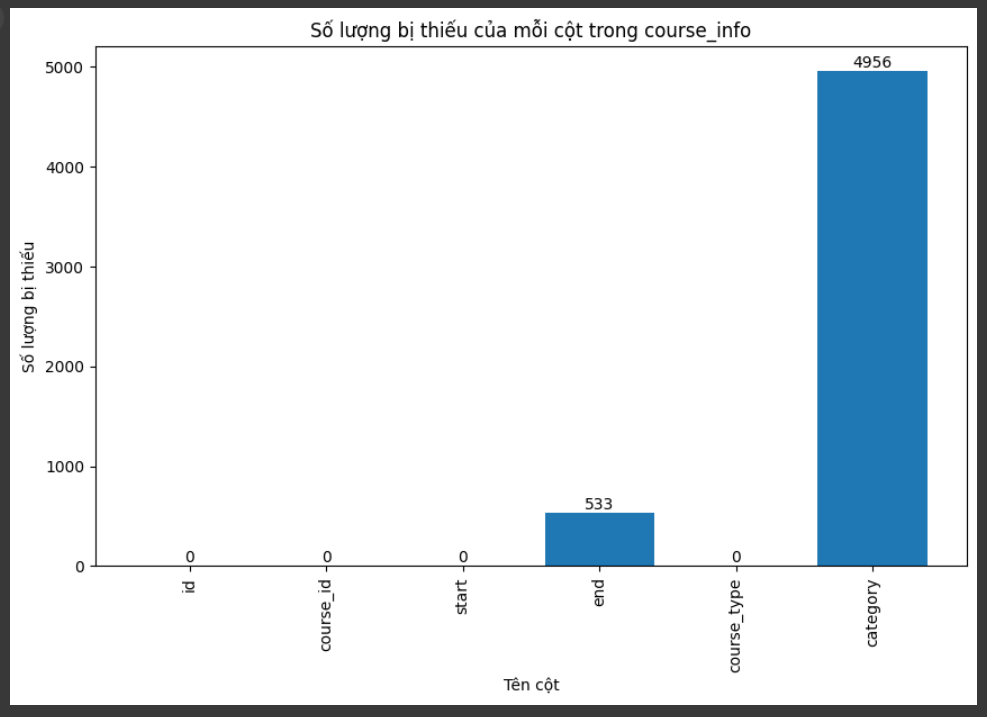 Số lượng bị thiếu của mỗi cột trong course_info
Số lượng bị thiếu
5000
4000
3000
2000
1000
0
0
0
0
533
0
4956
id
course_id
start
end
course_type
category
Tên cột